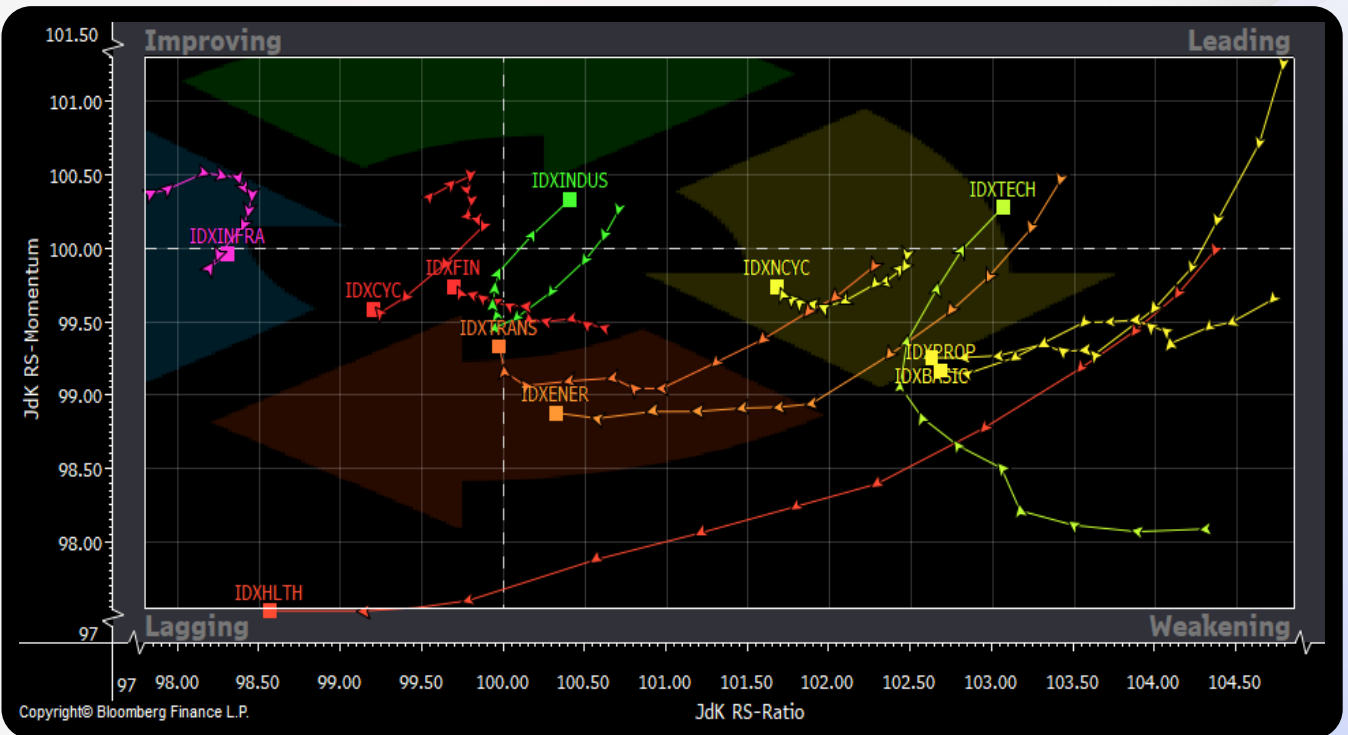 101.50
Improving
Leading
101.00
100.50
IDXINDUS
IDXTECH
100.00
IDXINFRA
IDXFIN
IDXNCYC
IDXCYC
99.50
IDXTRANS
IDXPROP
IDXBASIC
99.00
IDXENER
98.50
98.00
IDXHLTH
97
Lagging
Weakening
JdK RS-Momentum
97
98.00
98.50
99.00
99.50
100.00
100.50
101.00
101.50
102.00
102.50
103.00
103.50
104.00
104.50
Copyright© Bloomberg Finance L.P.
JdK RS-Ratio